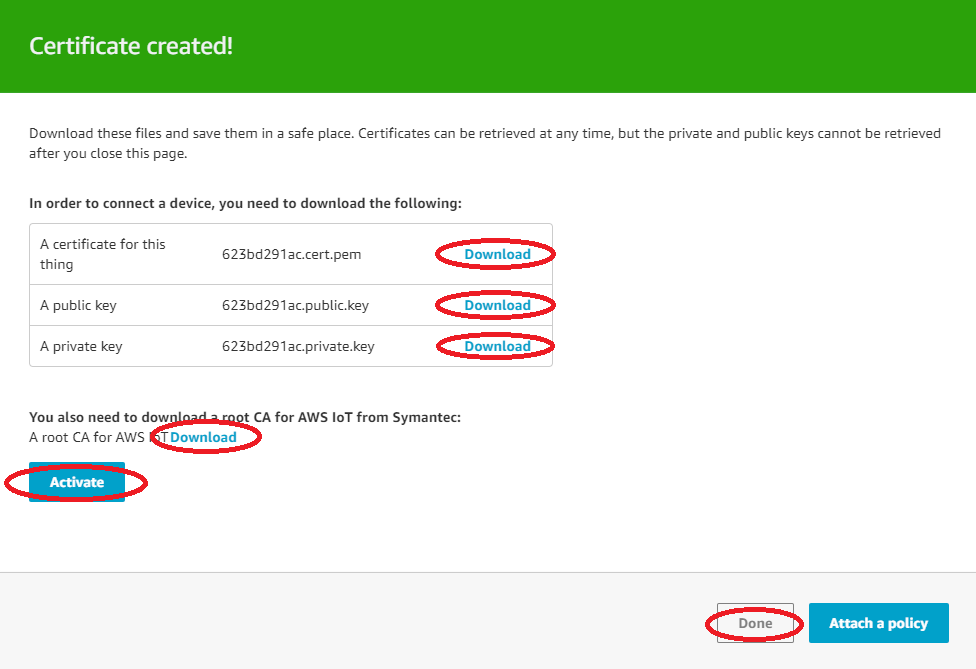 Certificate created!
Download these files and save them in a safe place. Certificates can be retrieved at any time, but the private and public keys cannot be retrieved
after you close this page.
In order to connect a device, you need to download the following:
A certificate for this
thing
623bd291ac.cert.pem
Download
A public key
623bd291ac.public.key
Download
A private key
623bd291ac.private.key
Download
You also need to download a root CA for AWS IoT from Symantec:
A root CA for AWS IoT Download
Activate
Done
Attach a policy